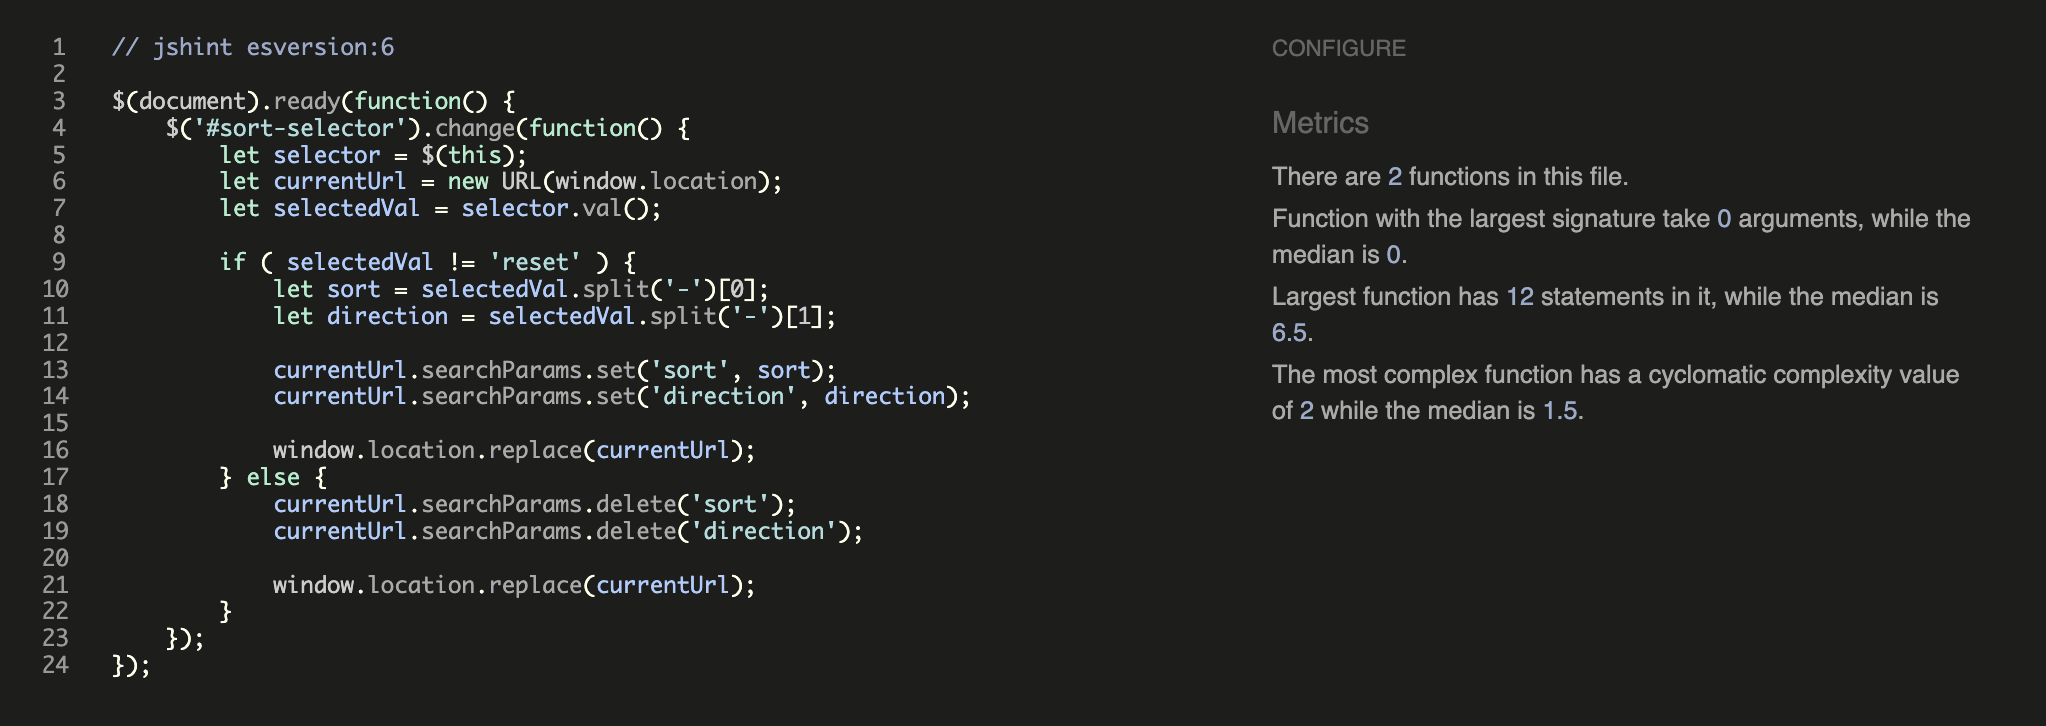 1 // jshint esversion:6
2
3 $(document).ready(function() {
4     $('#sort-selector').change(function() {
5         let selector = $(this);
6         let currentUrl = new URL(window.location);
7         let selectedVal = selector.val();
8
9         if ( selectedVal != 'reset' ) {
10             let sort = selectedVal.split('-')[0];
11             let direction = selectedVal.split('-')[1];
12
13             currentUrl.searchParams.set('sort', sort);
14             currentUrl.searchParams.set('direction', direction);
15
16             window.location.replace(currentUrl);
17         } else {
18             currentUrl.searchParams.delete('sort');
19             currentUrl.searchParams.delete('direction');
20
21             window.location.replace(currentUrl);
22         }
23     });
24 });
CONFIGURE
Metrics
There are 2 functions in this file.
Function with the largest signature take 0 arguments, while the
median is 0.
Largest function has 12 statements in it, while the median is
6.5.
The most complex function has a cyclomatic complexity value
of 2 while the median is 1.5.